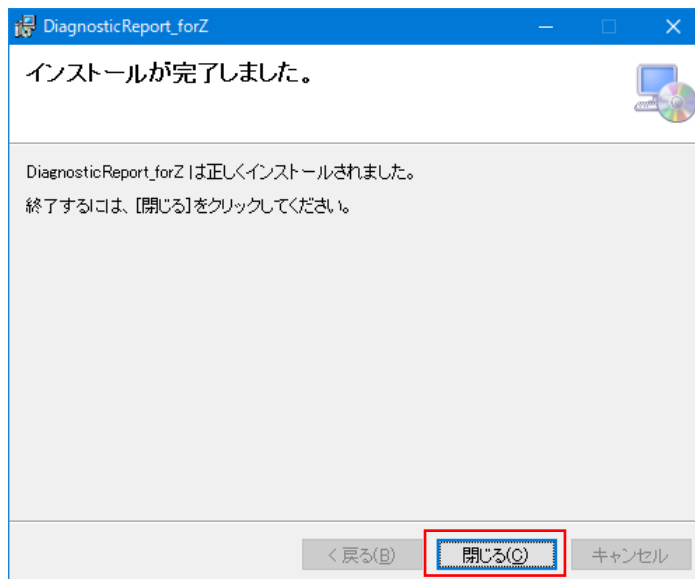 DiagnosticReport_forZ
インストールが完了しました。
DiagnosticReport_forZ は正しくインストールされました。
終了するには、[閉じる]をクリックしてください。
< 戻る(B)
閉じる(C)
キャンセル